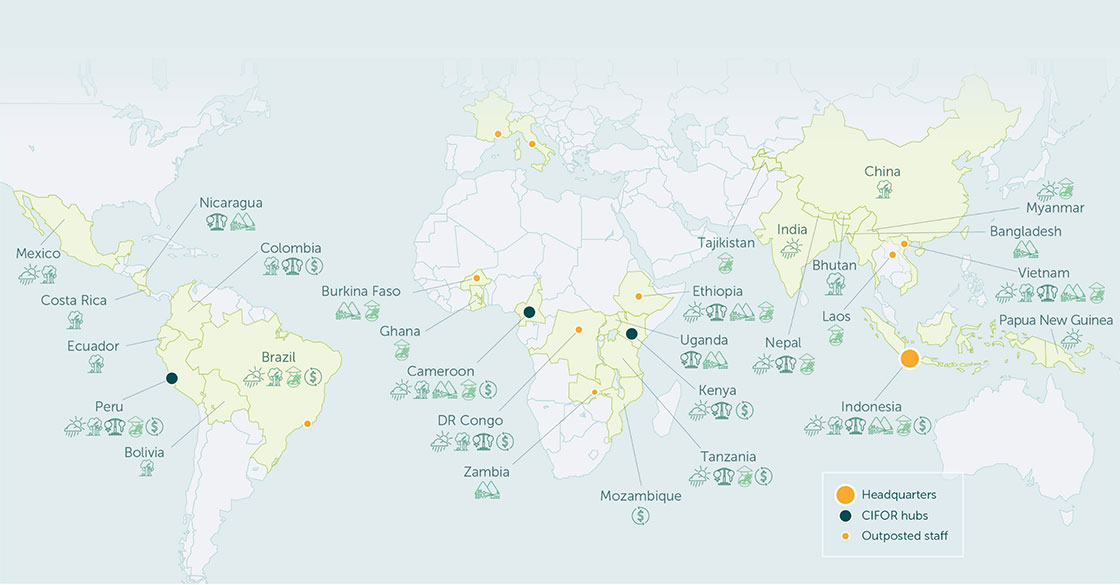 Nicaragua
Mexico
Colombia
Costa Rica
Ecuador
Brazil
Peru
Bolivia
Burkina Faso
Ghana
Cameroon
DR Congo
Zambia
Mozambique
Ethiopia
Uganda
Kenya
Tanzania
Tajikistan
China
India
Myanmar
Bangladesh
Bhutan
Vietnam
Laos
Nepal
Papua New Guinea
Indonesia
Headquarters
CIFOR hubs
Outposted staff